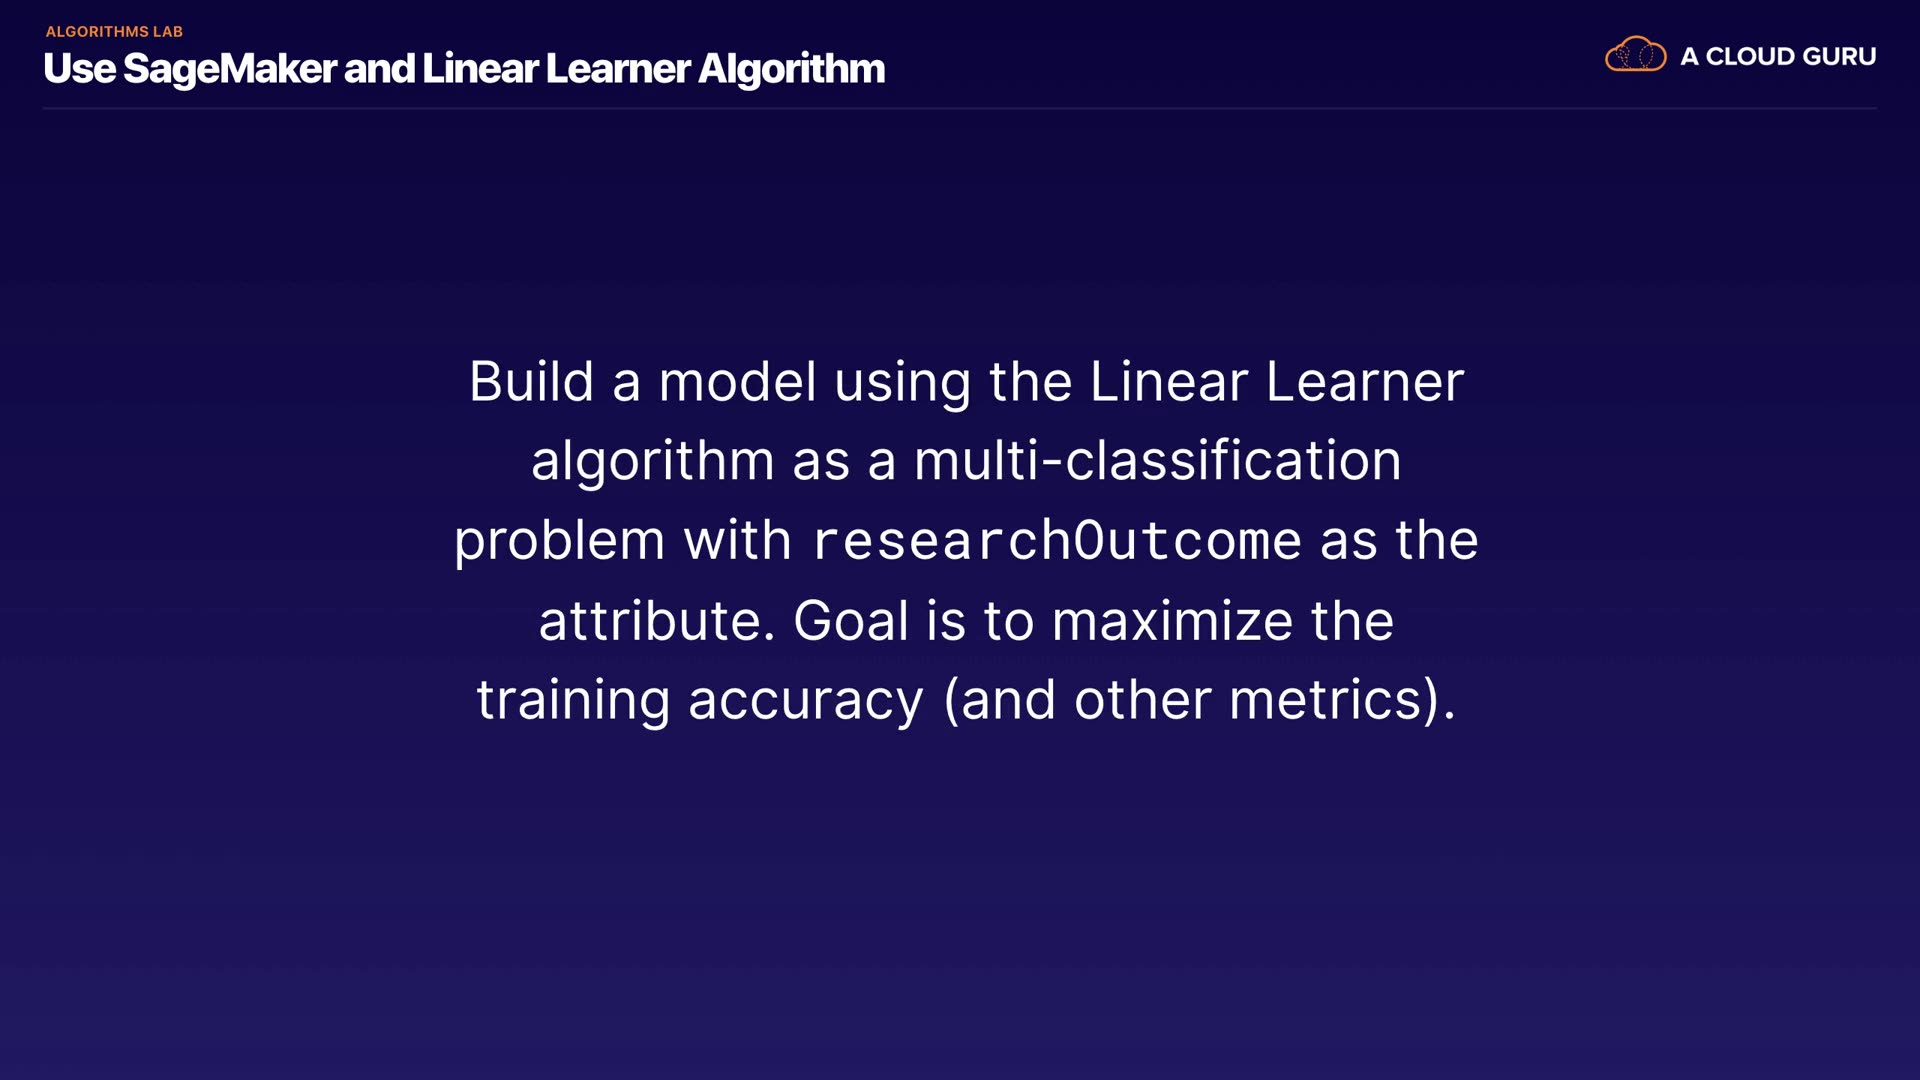 ALGORITHMS LAB
Use SageMaker and Linear Learner Algorithm
A CLOUD GURU
Build a model using the Linear Learner
algorithm as a multi-classification
problem with researchOutcome as the
attribute. Goal is to maximize the
training accuracy (and other metrics).